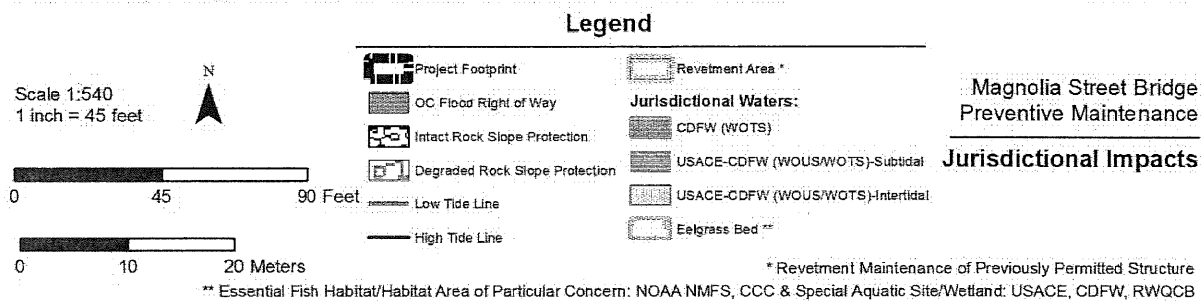 Legend
N
Scale 1:540
1 inch = 45 feet
0 45 90 Feet
0 10 20 Meters
Project Footprint
OC Flood Right of Way
Intact Rock Slope Protection
Degraded Rock Slope Protection
Low Tide Line
High Tide Line
Revetment Area *
Jurisdictional Waters:
CDFW (WOTS)
USACE-CDFW (WOUS/WOTS)-Subtidal
USACE-CDFW (WOUS/WOTS)-Intertidal
Eelgrass Bed **
Magnolia Street Bridge
Preventive Maintenance
Jurisdictional Impacts
* Revetment Maintenance of Previously Permitted Structure
** Essential Fish Habitat/Habitat Area of Particular Concern: NOAA NMFS, CCC & Special Aquatic Site/Wetland: USACE, CDFW, RWQCB